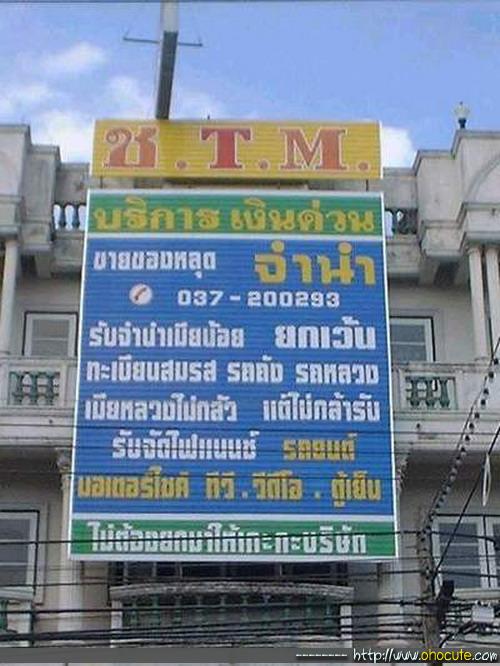 ช.T.M.
บริการ เงินด่วน
ขายของหลุด จำนำ
037-200293
รับจำนำเมียน้อย ยกเว้น
ทะเบียนสมรส รถถัง รถหลวง
เมียหลวงไม่กลัว แต่ไม่กล้ารับ
รับจัดไฟแนนซ์ รถยนต์
มอเตอร์ไซค์ ทีวี.วีดีโอ.ตู้เย็น
ไม่ต้องยกมาให้เกะกะบริษัท
-------- http://www.ohocute.com